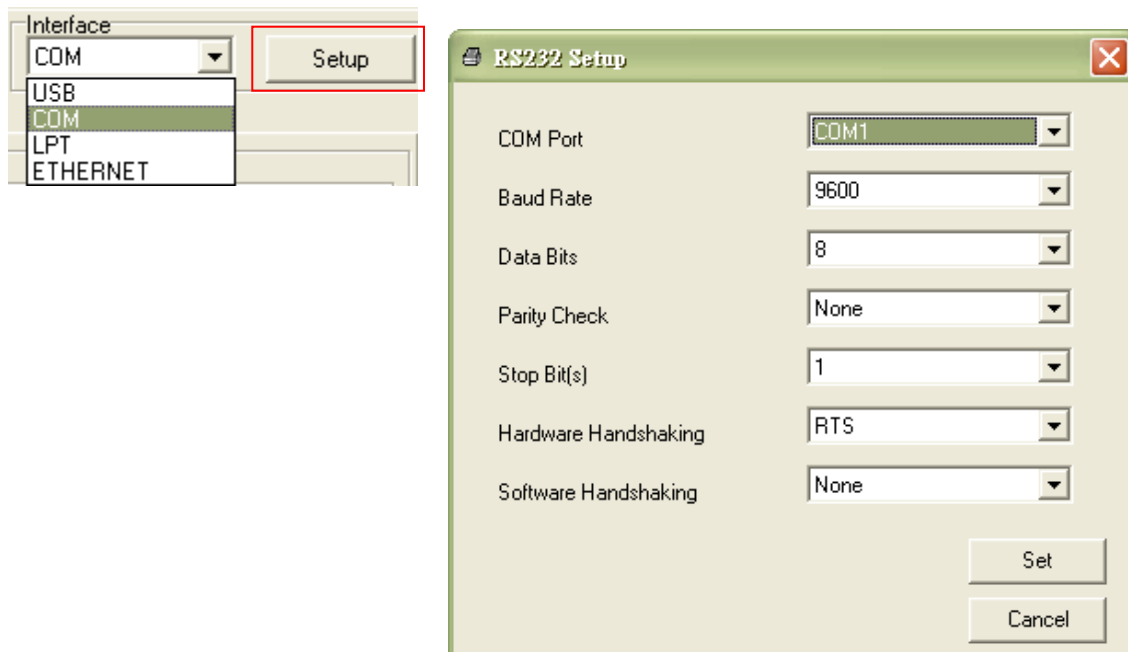 Interface
COM
Setup
USB
COM
LPT
ETHERNET
RS232 Setup
COM Port
COM1
Baud Rate
9600
Data Bits
8
Parity Check
None
Stop Bit(s)
1
Hardware Handshaking
RTS
Software Handshaking
None
Set
Cancel